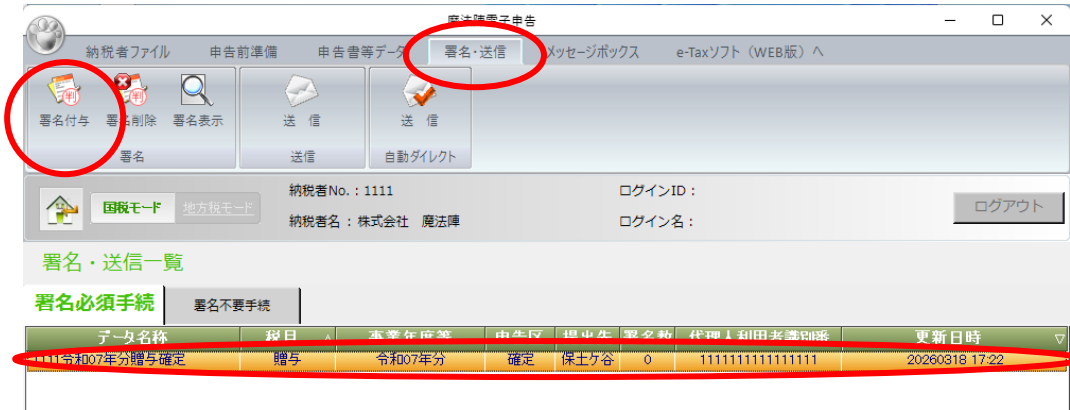 魔法陣電子申告
納税者ファイル 申告前準備 申告書等データ 署名・送信 メッセージボックス e-Taxソフト（WEB版）へ
署名付与 署名削除 署名表示 送 信 送 信
署名 送信 自動ダイレクト
納税者No.：1111 ログインID：
国税モード 地方税モード ログアウト
納税者名：株式会社 魔法陣 ログイン名：
署名・送信一覧
署名必須手続 署名不要手続
データ名称 税目 事業年度等 申告区 提出先 署名数 代理人利用者識別番 更新日時
1111令和07年分贈与確定 贈与 令和07年分 確定 保土ケ谷 0 1111111111111111 20260318 17:22